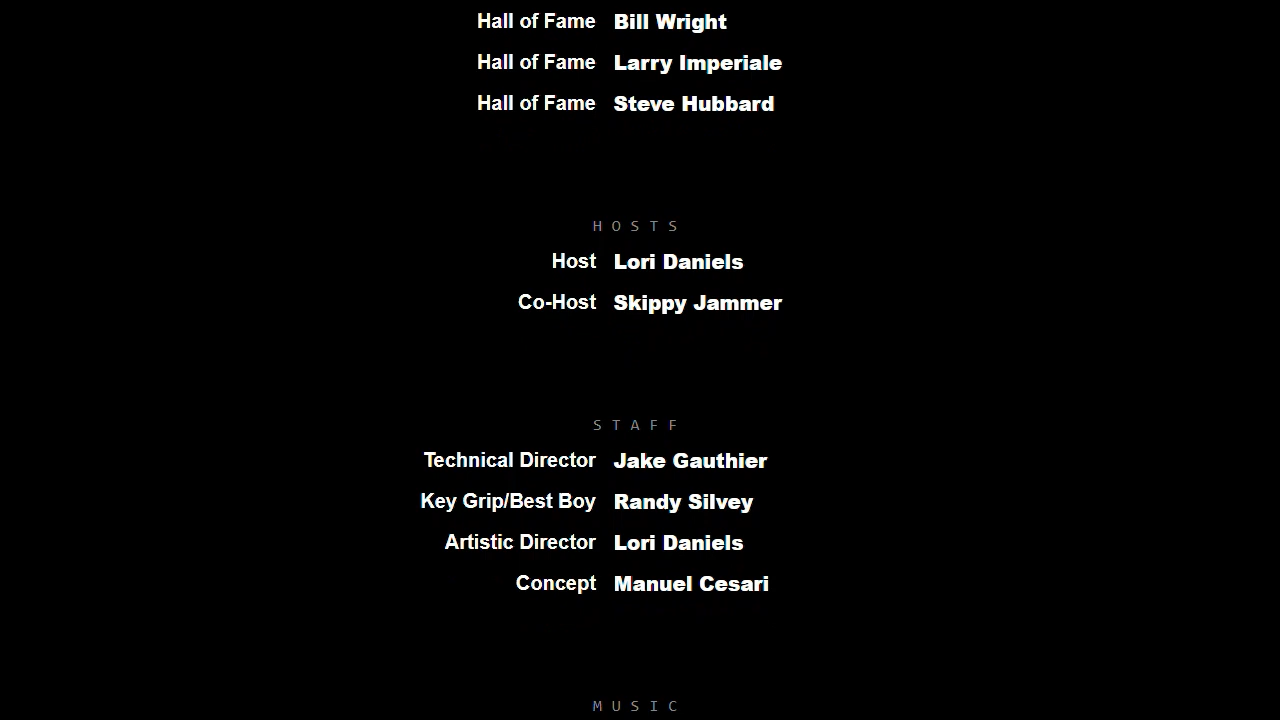 Hall of Fame Bill Wright
Hall of Fame Larry Imperiale
Hall of Fame Steve Hubbard
HOSTS
Host Lori Daniels
Co-Host Skippy Jammer
STAFF
Technical Director Jake Gauthier
Key Grip/Best Boy Randy Silvey
Artistic Director Lori Daniels
Concept Manuel Cesari
MUSIC